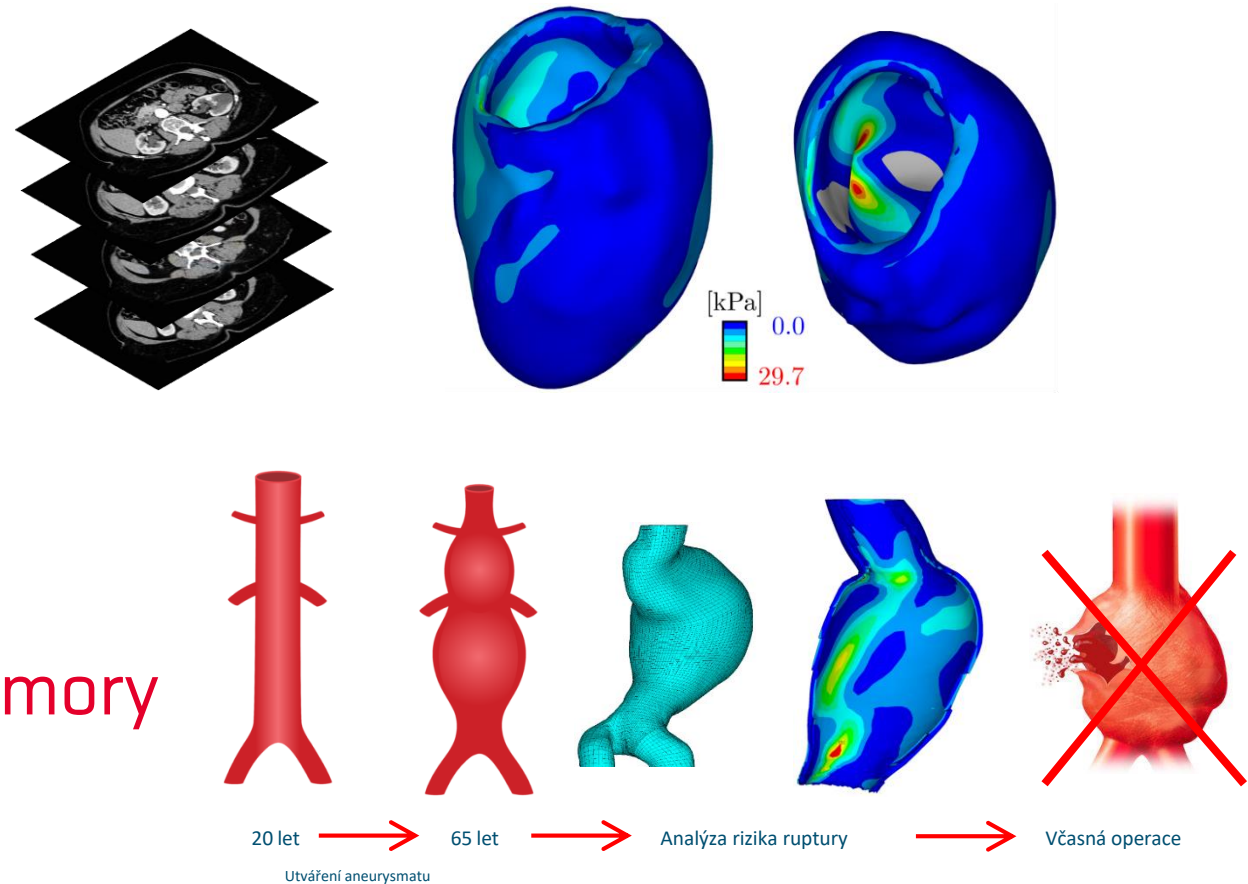 [kPa]
0.0
29.7
mory
20 let
65 let
Analýza rizika ruptury
Včasná operace
Utváření aneurysmatu